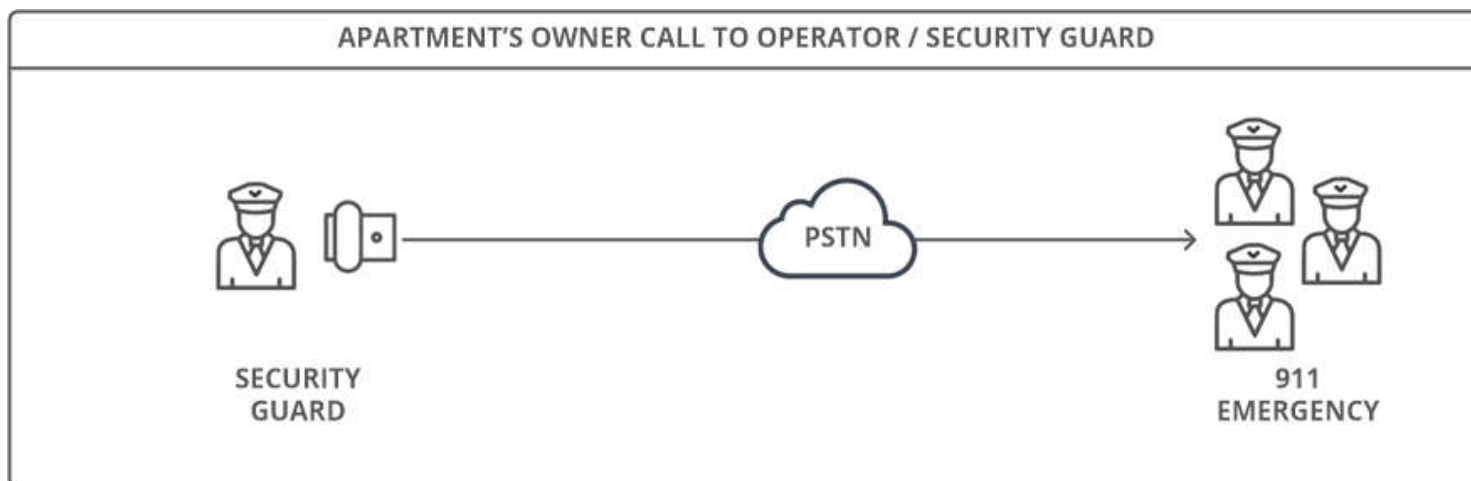 APARTMENT'S OWNER CALL TO OPERATOR / SECURITY GUARD
PSTN
SECURITY
GUARD
911
EMERGENCY